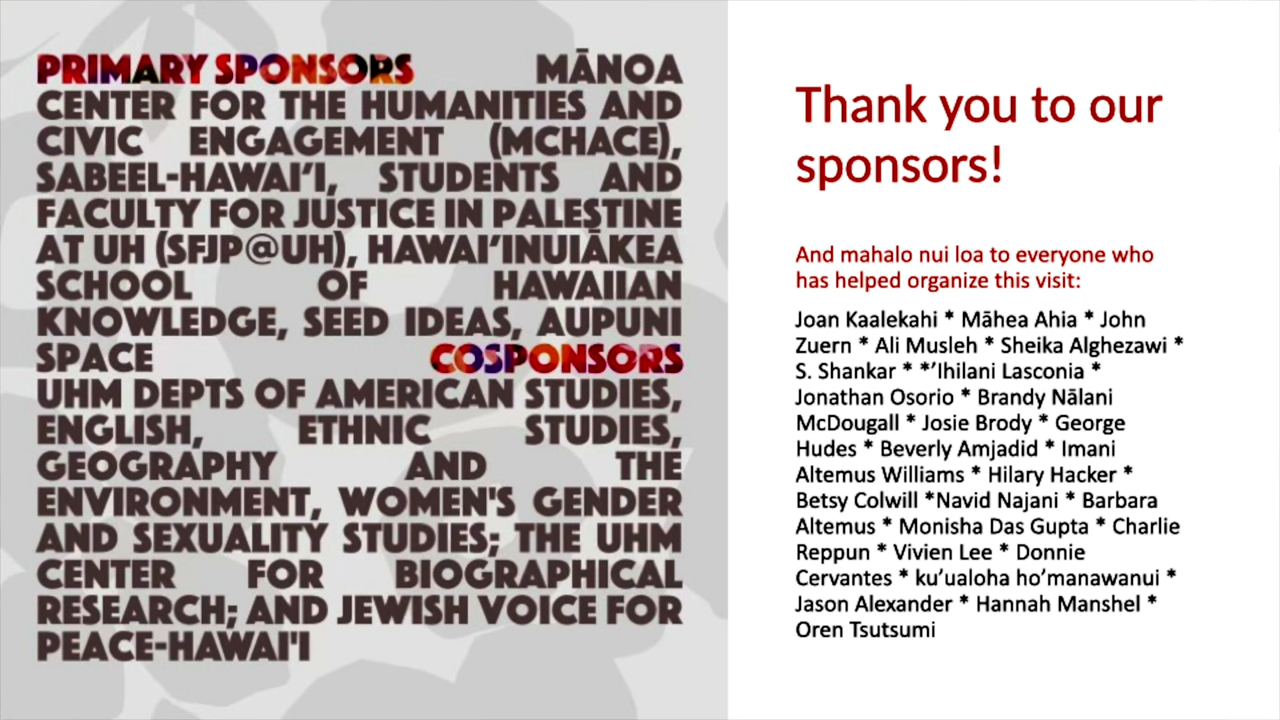 PRIMARY SPONSORS MĀNOA
CENTER FOR THE HUMANITIES AND
CIVIC ENGAGEMENT (MCHACE),
SABEEL-HAWAI‘I, STUDENTS AND
FACULTY FOR JUSTICE IN PALESTINE
AT UH (SFJP@UH), HAWAI‘INUIĀKEA
SCHOOL OF HAWAIIAN
KNOWLEDGE, SEED IDEAS, AUPUNI
SPACE COSPONSORS
UHM DEPTS OF AMERICAN STUDIES,
ENGLISH, ETHNIC STUDIES,
GEOGRAPHY AND THE
ENVIRONMENT, WOMEN'S GENDER
AND SEXUALITY STUDIES; THE UHM
CENTER FOR BIOGRAPHICAL
RESEARCH; AND JEWISH VOICE FOR
PEACE-HAWAI'I
Thank you to our
sponsors!
And mahalo nui loa to everyone who
has helped organize this visit:
Joan Kaalekahi * Māhea Ahia * John
Zuern * Ali Musleh * Sheika Alghezawi *
S. Shankar * *’Ihilani Lasconia *
Jonathan Osorio * Brandy Nālani
McDougall * Josie Brody * George
Hudes * Beverly Amjadid * Imani
Altemus Williams * Hilary Hacker *
Betsy Colwill *Navid Najani * Barbara
Altemus * Monisha Das Gupta * Charlie
Reppun * Vivien Lee * Donnie
Cervantes * ku’ualoha ho’manawanui *
Jason Alexander * Hannah Manshel *
Oren Tsutsumi